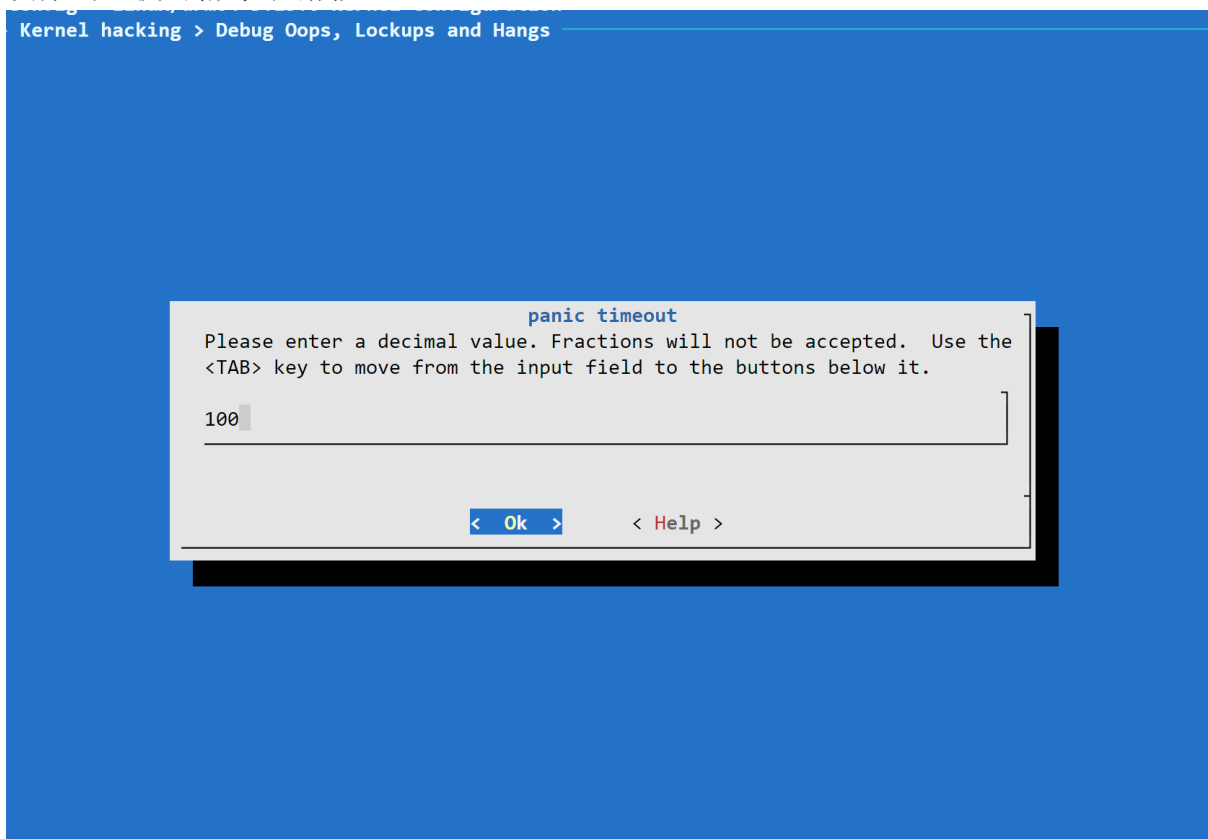 Kernel hacking > Debug Oops, Lockups and Hangs
panic timeout
Please enter a decimal value. Fractions will not be accepted. Use the
<TAB> key to move from the input field to the buttons below it.
100
< Ok > < Help >